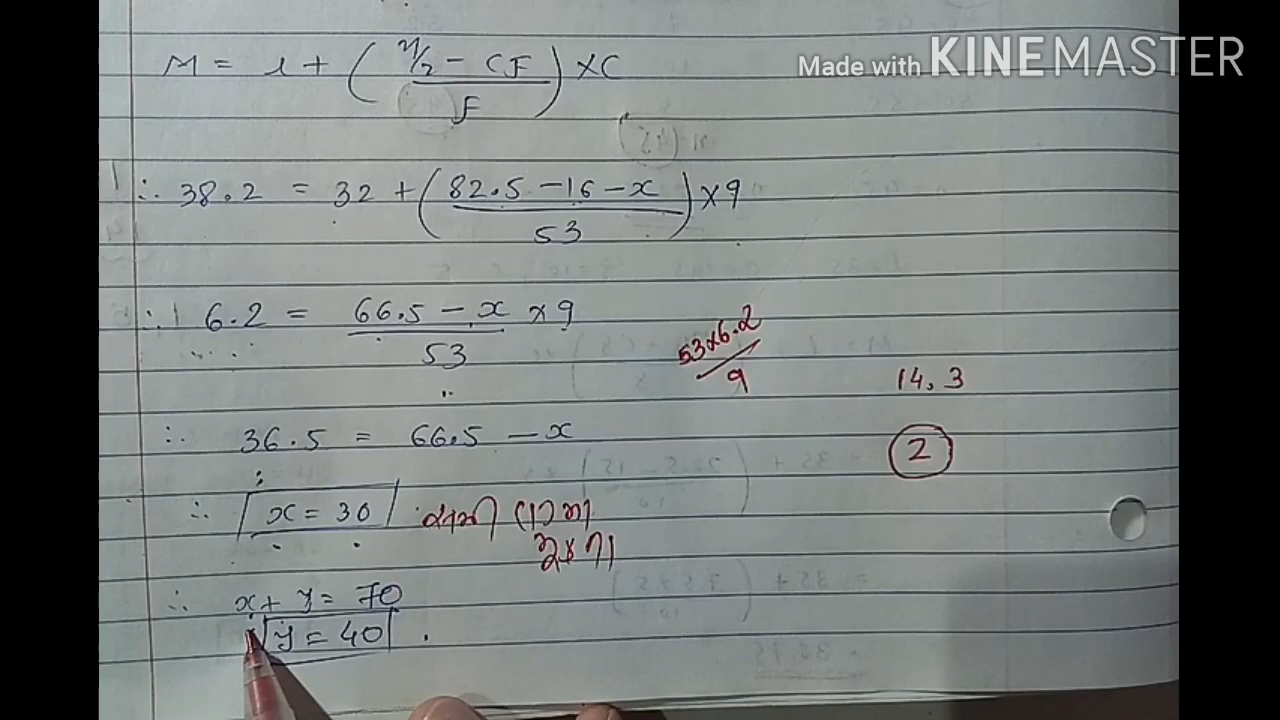 Made with KINEMASTER
M = l + ( n/2 - CF / F ) × C
∴ 38.2 = 32 + ( 82.5 - 16 - x / 53 ) × 9
∴ 6.2 = 66.5 - x / 53 × 9
53×6.2 / 9
14.3
∴ 36.5 = 66.5 - x
2
∴ x = 30
∴ x + y = 70
y = 40